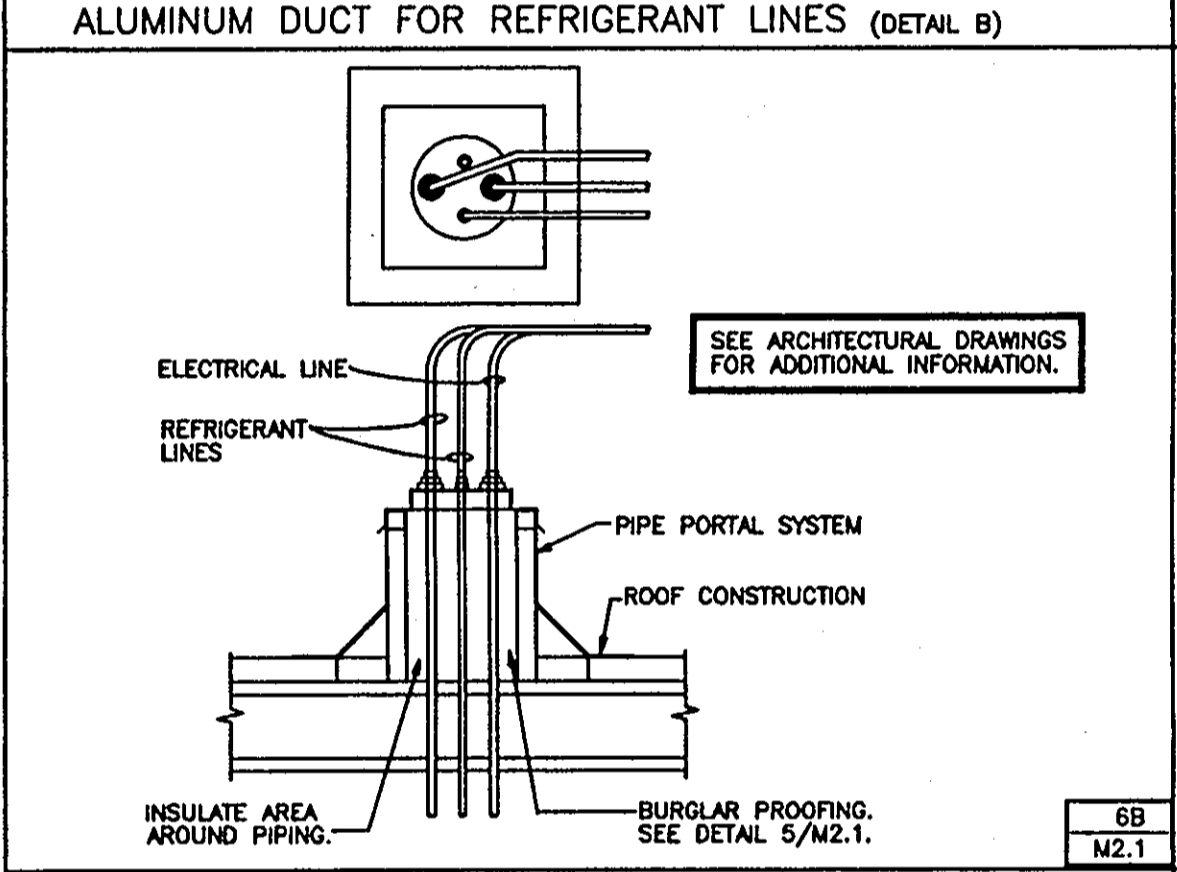 ALUMINUM DUCT FOR REFRIGERANT LINES (DETAIL B)
SEE ARCHITECTURAL DRAWINGS
FOR ADDITIONAL INFORMATION.
ELECTRICAL LINE
REFRIGERANT
LINES
PIPE PORTAL SYSTEM
ROOF CONSTRUCTION
INSULATE AREA
AROUND PIPING.
BURGLAR PROOFING.
SEE DETAIL 5/M2.1.
6B
M2.1